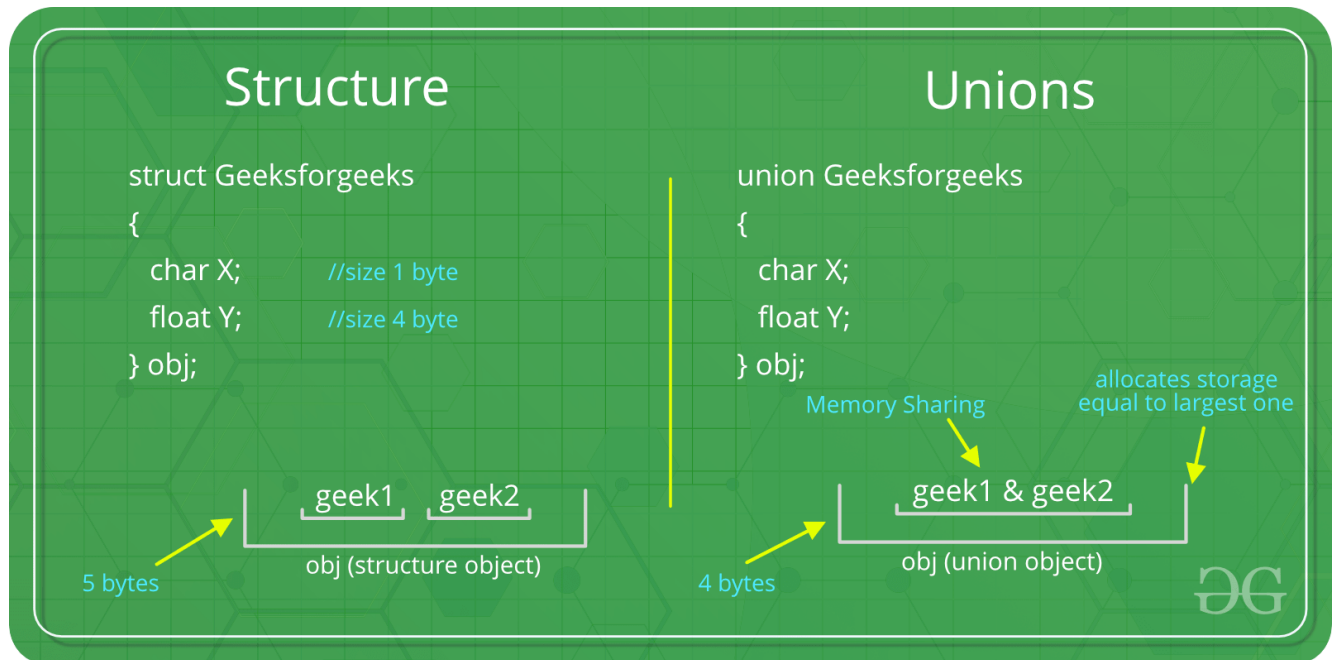 Structure
struct Geeksforgeeks
{
char X; //size 1 byte
float Y; //size 4 byte
} obj;
geek1 geek2
obj (structure object)
5 bytes
Unions
union Geeksforgeeks
{
char X;
float Y;
} obj;
Memory Sharing
allocates storage
equal to largest one
geek1 & geek2
obj (union object)
4 bytes